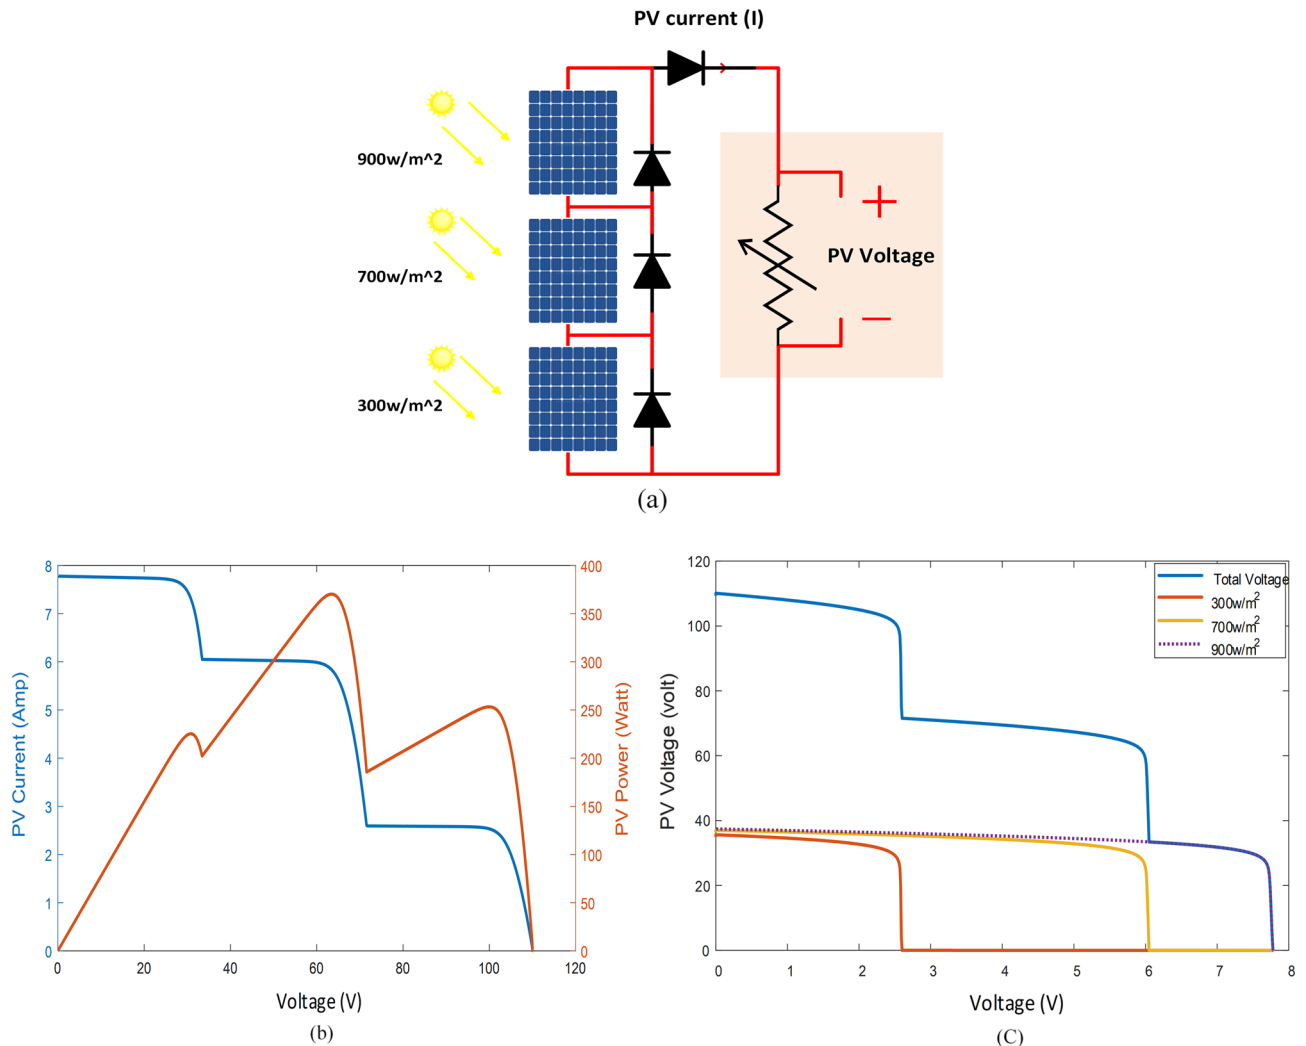 PV current (I)
900w/m^2
700w/m^2
300w/m^2
+
PV Voltage
−
(a)
8
7
6
5
4
3
2
1
0
PV Current (Amp)
400
350
300
250
200
150
100
50
0
PV Power (Watt)
0 20 40 60 80 100 120
Voltage (V)
(b)
120
100
80
60
40
20
0
PV Voltage (volt)
Total Voltage
300w/m²
700w/m²
900w/m²
0 1 2 3 4 5 6 7 8
Voltage (V)
(C)